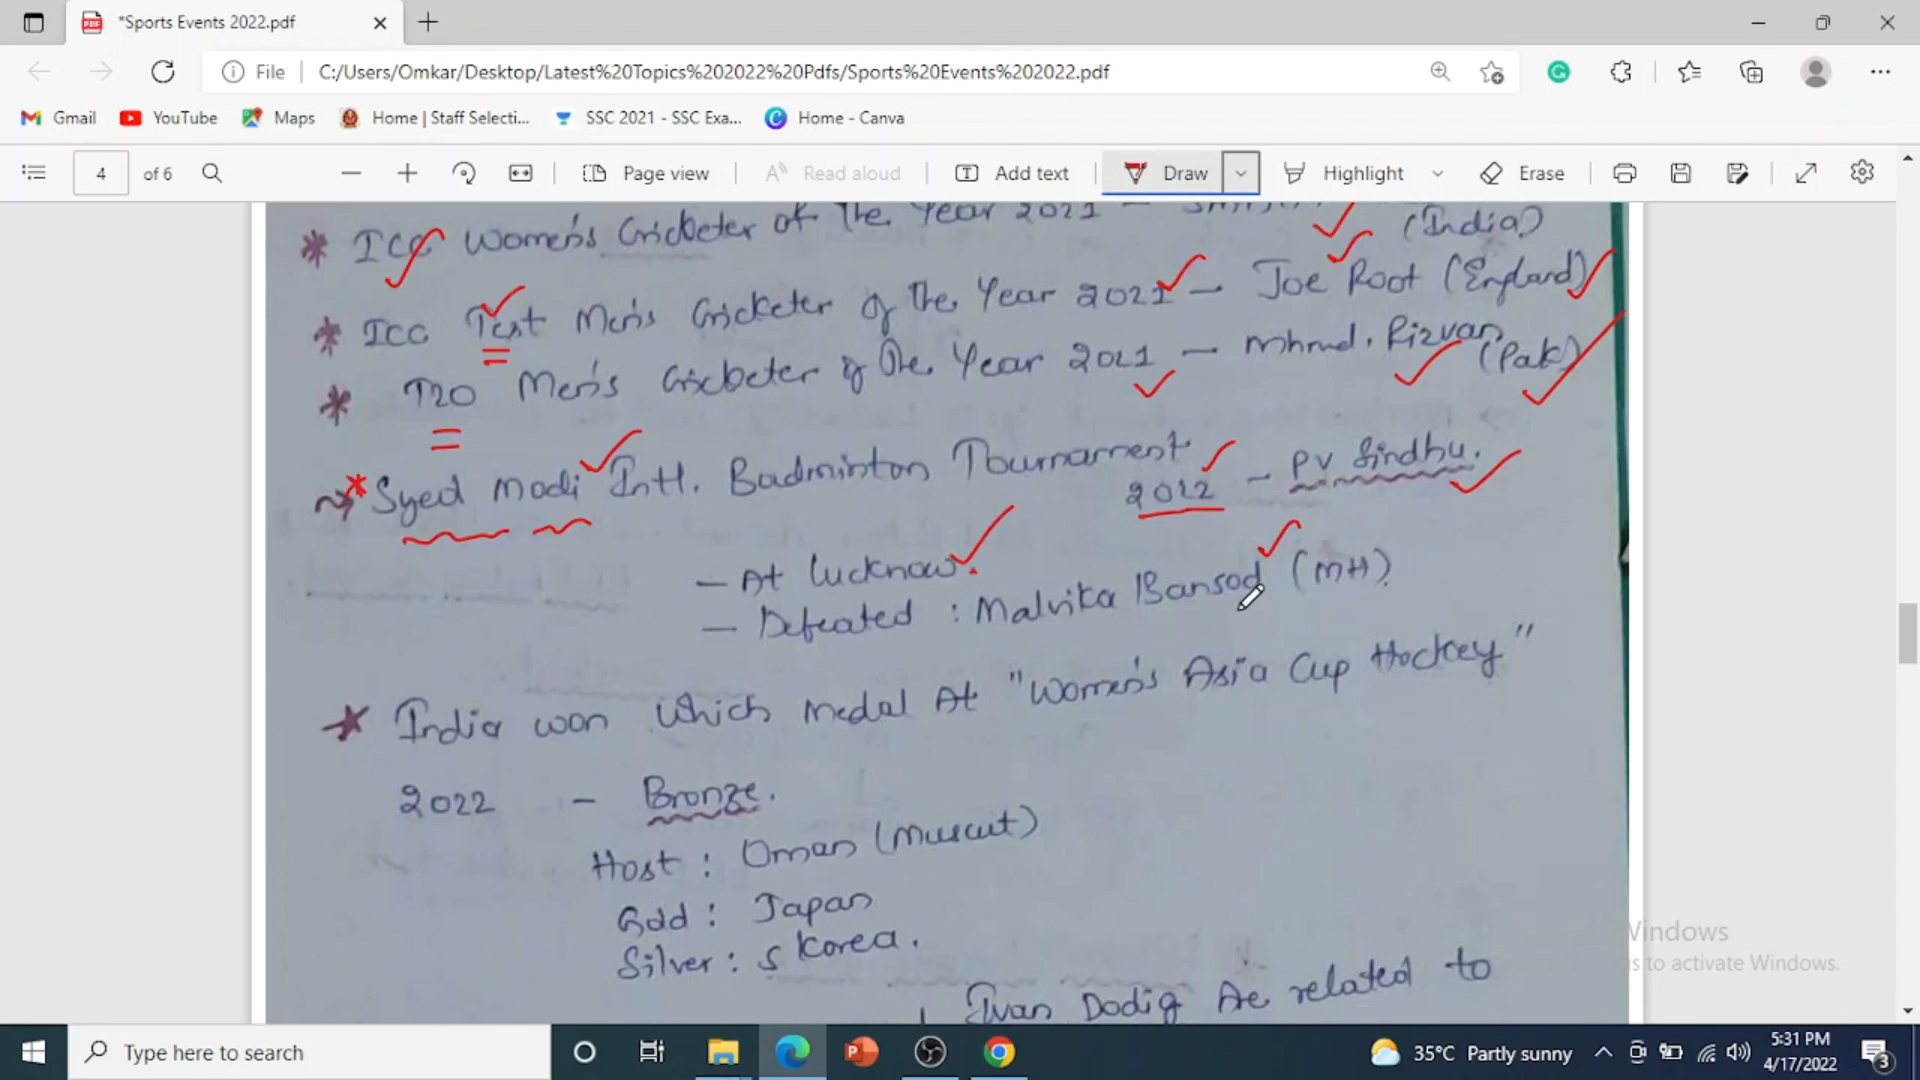 *Sports Events 2022.pdf
File
C:/Users/Omkar/Desktop/Latest%20Topics%202022%20Pdfs/Sports%20Events%202022.pdf
Gmail YouTube Maps Home | Staff Selecti... SSC 2021 - SSC Exa... Home - Canva
4 of 6 Page view Read aloud Add text Draw Highlight Erase
* ICC Women's Cricketer of the Year 2021 -
(India)
* ICC Test Men's Cricketer of the Year 2021 - Joe Root (England)
* T20 Men's Cricketer of the Year 2021 - Mhmd. Rizvan (Pak)
* Syed Modi Intl. Badminton Tournament 2022 - PV Sindhu.
- At Lucknow.
- Defeated : Malvika Bansod (MH)
* India won which medal At "Women's Asia Cup Hockey"
2022 - Bronze.
Host : Oman (Muscut)
Gold : Japan
Silver : S Korea.
Ivan Dodig Are related to
Windows
s to activate Windows.
Type here to search
35°C Partly sunny
5:31 PM
4/17/2022
3